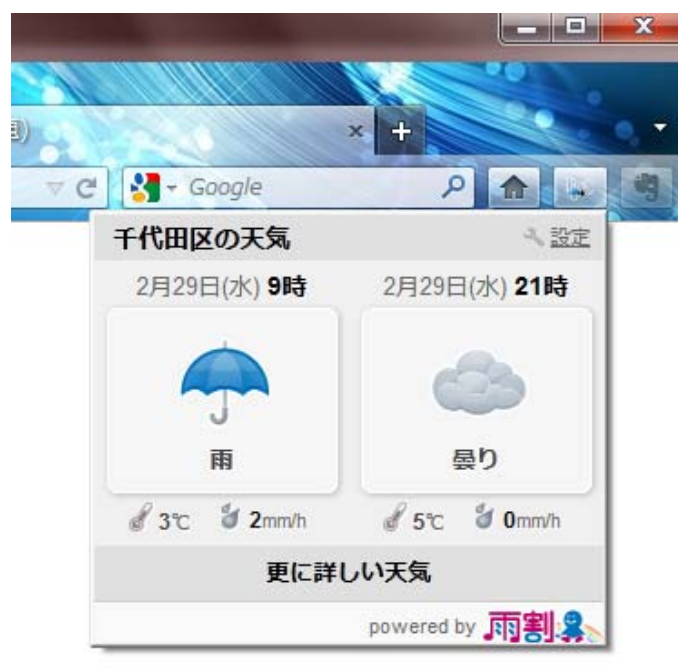 Google
千代田区の天気 設定
2月29日(水) 9時 2月29日(水) 21時
雨 曇り
3℃ 2mm/h 5℃ 0mm/h
更に詳しい天気
powered by 雨割